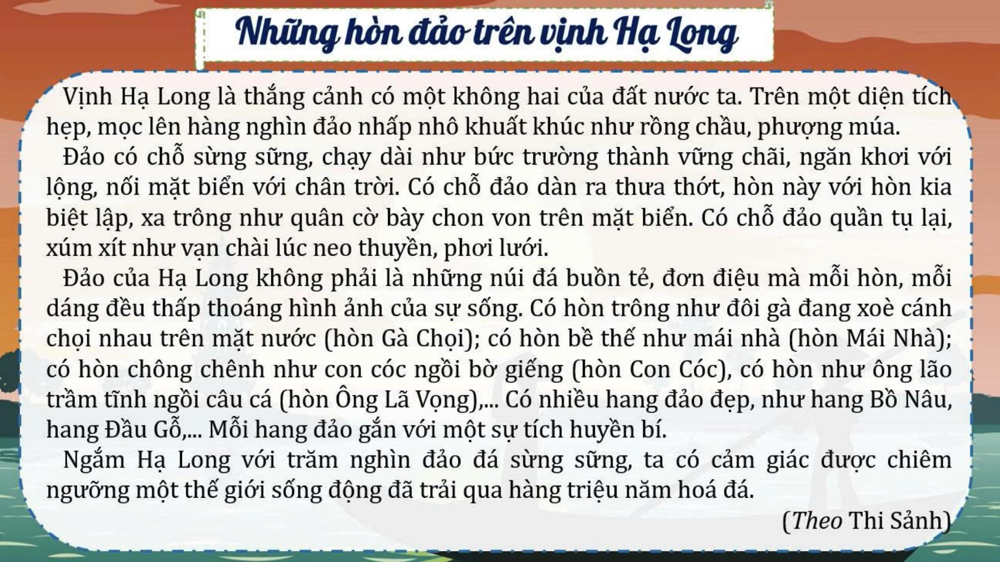 Những hòn đảo trên vịnh Hạ Long
Vịnh Hạ Long là thắng cảnh có một không hai của đất nước ta. Trên một diện tích
hẹp, mọc lên hàng nghìn đảo nhấp nhô khuất khúc như rồng chầu, phượng múa.
Đảo có chỗ sừng sững, chạy dài như bức trường thành vững chãi, ngăn khơi với
lộng, nối mặt biển với chân trời. Có chỗ đảo dàn ra thưa thớt, hòn này với hòn kia
biệt lập, xa trông như quân cờ bày chon von trên mặt biển. Có chỗ đảo quần tụ lại,
xúm xít như vạn chài lúc neo thuyền, phơi lưới.
Đảo của Hạ Long không phải là những núi đá buồn tẻ, đơn điệu mà mỗi hòn, mỗi
dáng đều thấp thoáng hình ảnh của sự sống. Có hòn trông như đôi gà đang xoè cánh
chọi nhau trên mặt nước (hòn Gà Chọi); có hòn bề thế như mái nhà (hòn Mái Nhà);
có hòn chông chênh như con cóc ngồi bờ giếng (hòn Con Cóc), có hòn như ông lão
trầm tĩnh ngồi câu cá (hòn Ông Lã Vọng),... Có nhiều hang đảo đẹp, như hang Bồ Nâu,
hang Đầu Gỗ,... Mỗi hang đảo gắn với một sự tích huyền bí.
Ngắm Hạ Long với trăm nghìn đảo đá sừng sững, ta có cảm giác được chiêm
ngưỡng một thế giới sống động đã trải qua hàng triệu năm hoá đá.
(Theo Thi Sảnh)